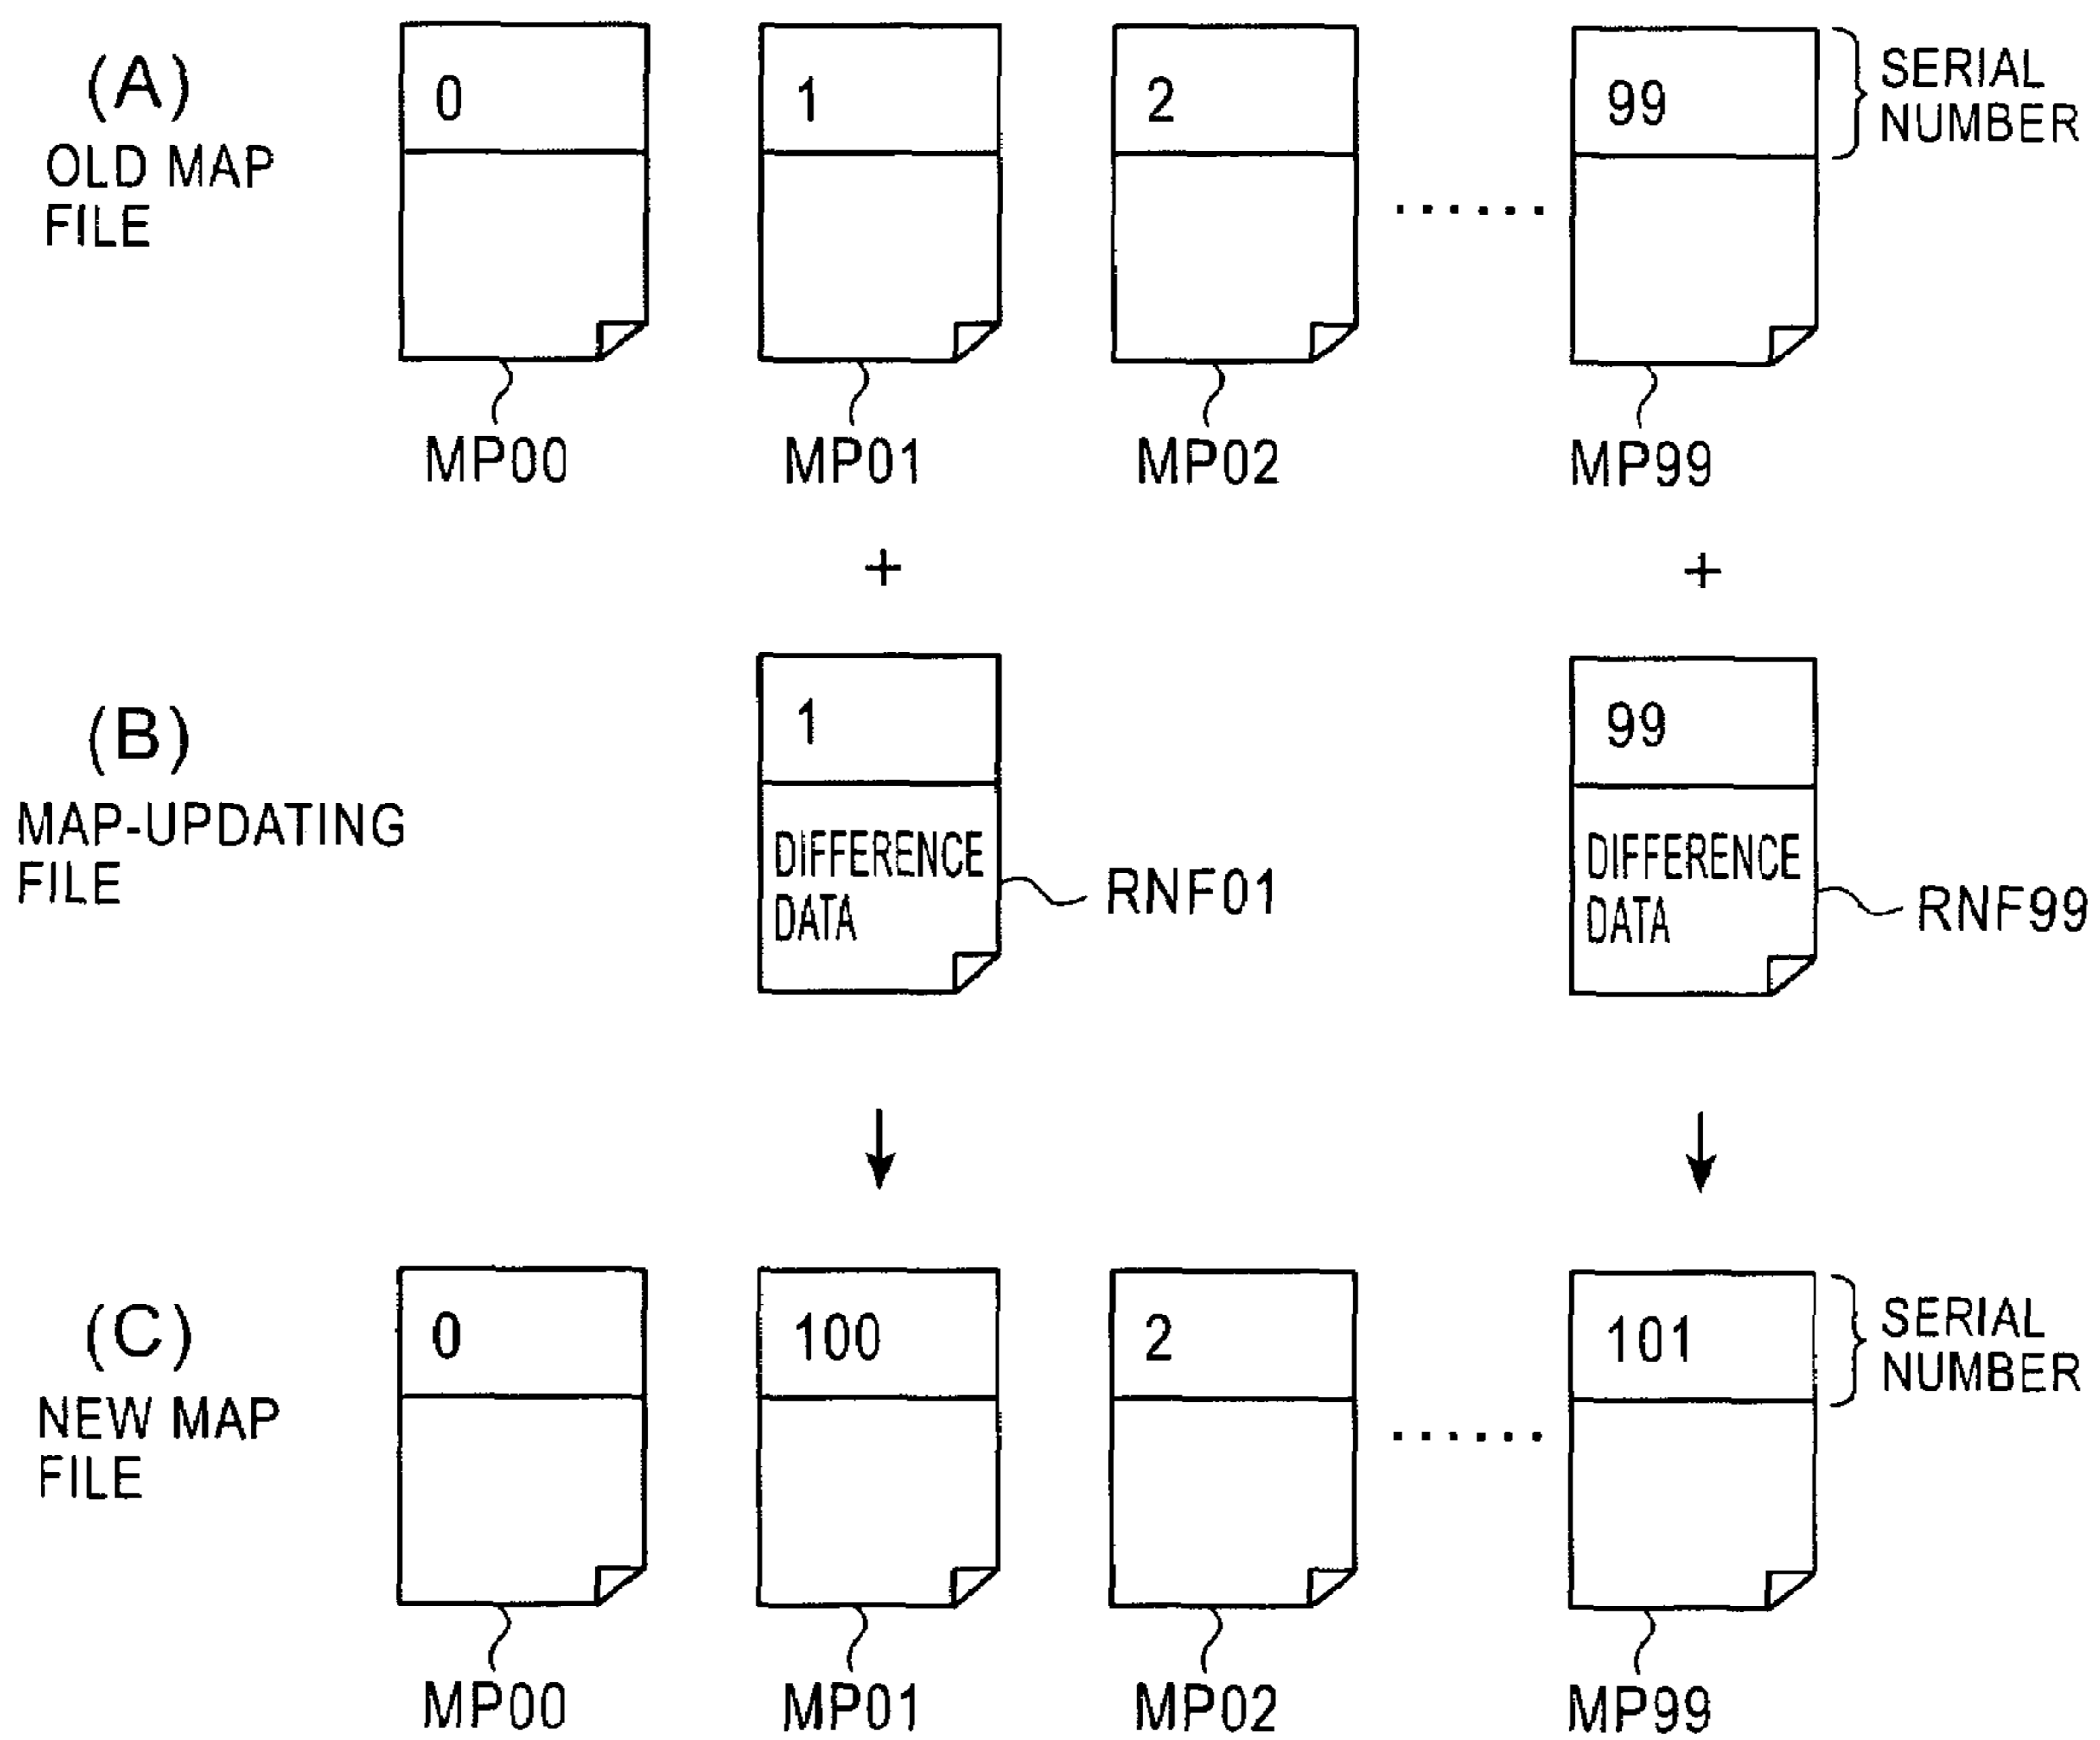 (A)
OLD MAP
FILE
0
1
2
99
SERIAL
NUMBER
......
MP00
MP01
MP02
MP99
+
+
(B)
MAP-UPDATING
FILE
1
DIFFERENCE
DATA
RNF01
99
DIFFERENCE
DATA
RNF99
(C)
NEW MAP
FILE
0
100
2
101
SERIAL
NUMBER
......
MP00
MP01
MP02
MP99